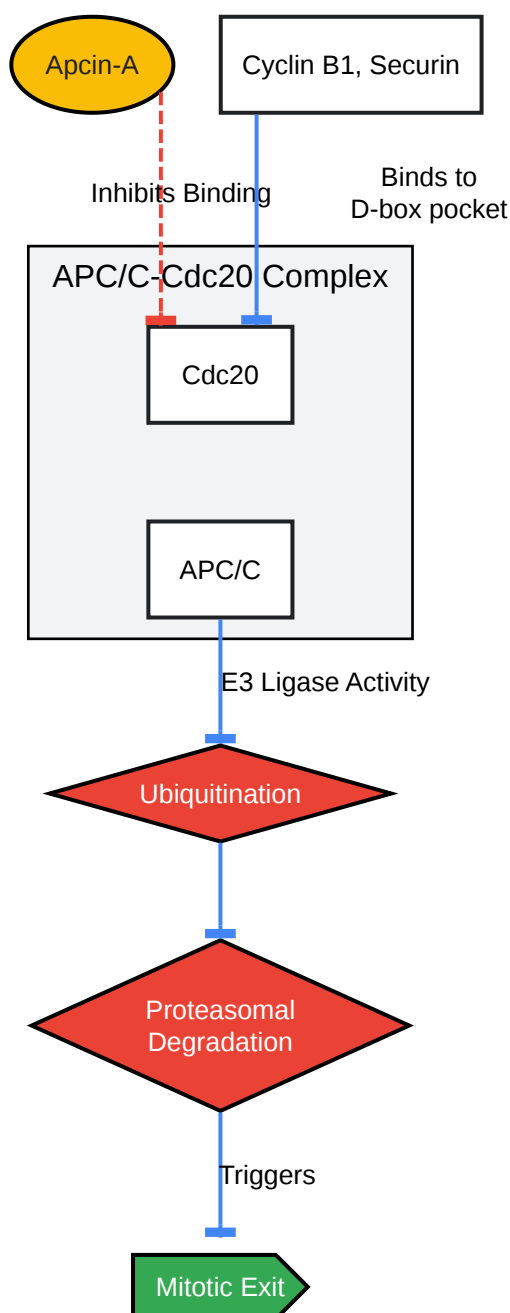 Apcin-A
Cyclin B1, Securin
Inhibits Binding
Binds to
D-box pocket
APC/C-Cdc20 Complex
Cdc20
APC/C
E3 Ligase Activity
Ubiquitination
Proteasomal
Degradation
Triggers
Mitotic Exit